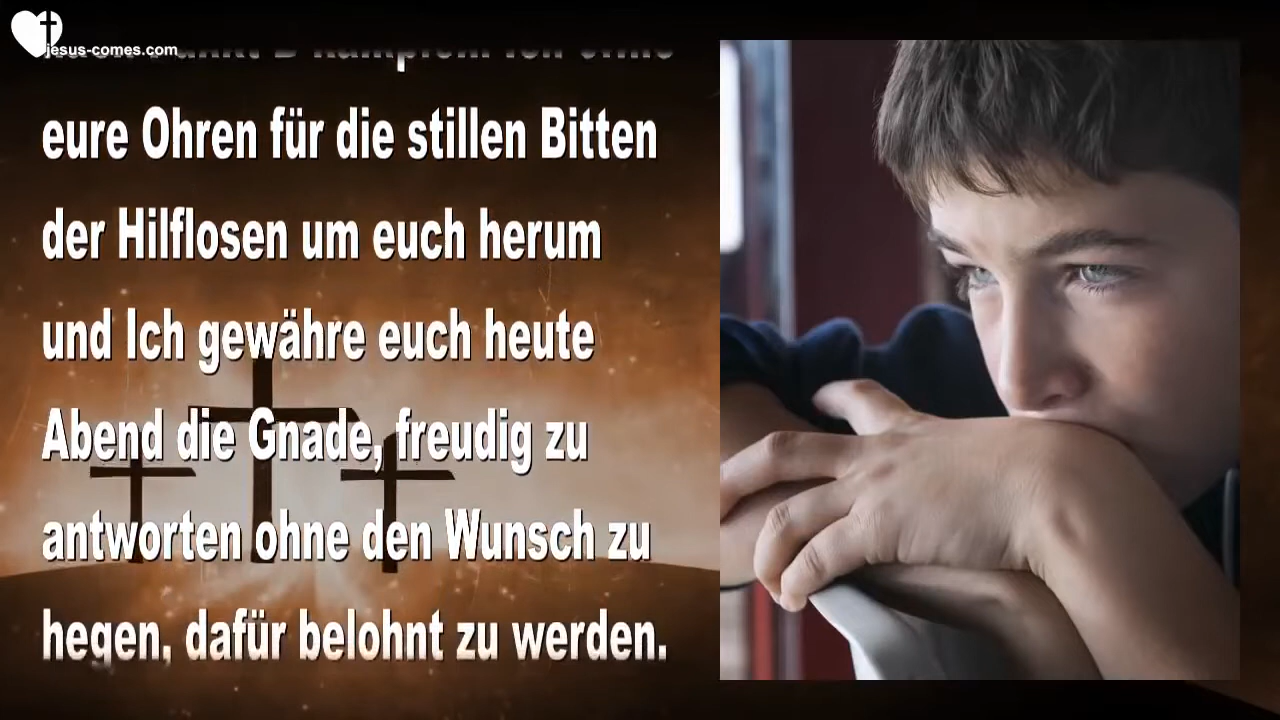 jesus-comes.com
eure Ohren für die stillen Bitten
der Hilflosen um euch herum
und Ich gewähre euch heute
Abend die Gnade, freudig zu
antworten ohne den Wunsch zu
hegen, dafür belohnt zu werden.